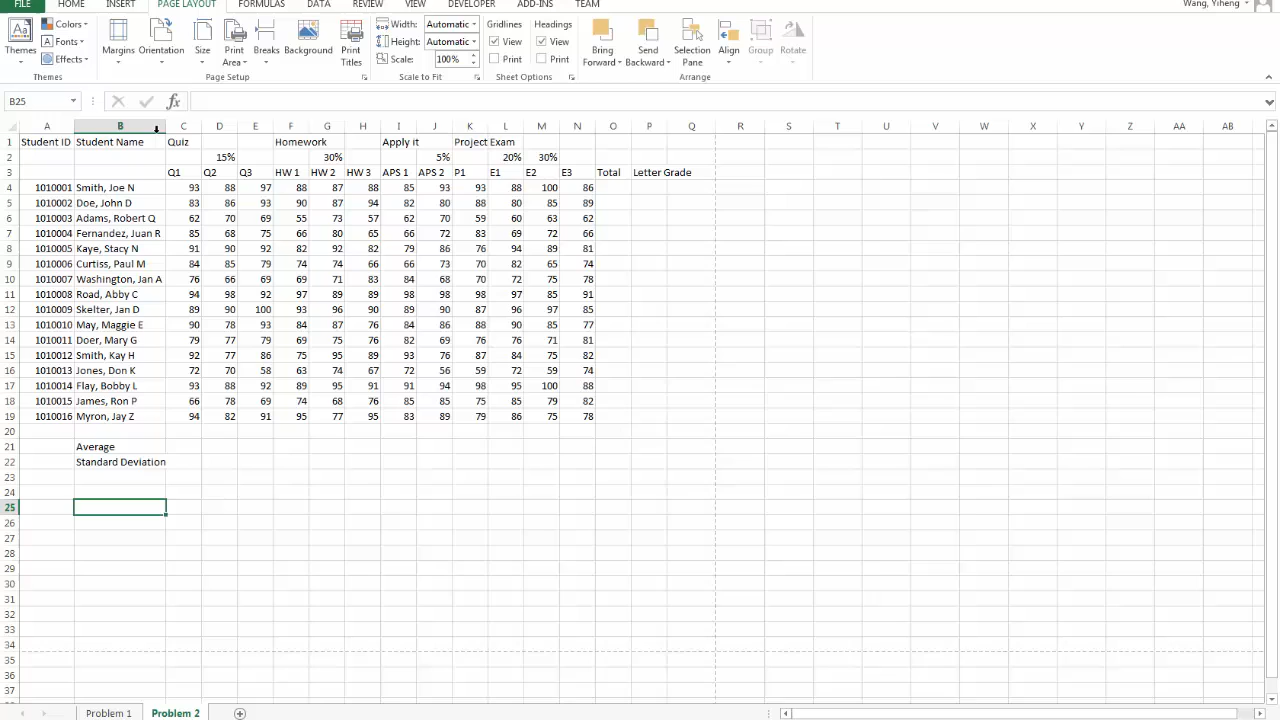 FILE HOME INSERT PAGE LAYOUT FORMULAS DATA REVIEW VIEW DEVELOPER ADD-INS TEAM Wang, Yiheng
Themes Colors Fonts Effects Margins Orientation Size Print Area Breaks Background Print Titles Width: Automatic Height: Automatic Scale: 100% Gridlines View Print Headings View Print Bring Forward Send Backward Selection Pane Align Group Rotate
Themes Page Setup Scale to Fit Sheet Options Arrange
B25 fx
A B C D E F G H I J K L M N O P Q R S T U V W X Y Z AA AB
1 Student ID Student Name Quiz Homework Apply it Project Exam
2 15% 30% 5% 20% 30%
3 Q1 Q2 Q3 HW 1 HW 2 HW 3 APS 1 APS 2 P1 E1 E2 E3 Total Letter Grade
4 1010001 Smith, Joe N 93 88 97 88 87 88 85 93 93 88 100 86
5 1010002 Doe, John D 83 86 93 90 87 94 82 80 88 80 85 89
6 1010003 Adams, Robert Q 62 70 69 55 73 57 62 70 59 60 63 62
7 1010004 Fernandez, Juan R 85 68 75 66 80 65 66 72 83 69 72 66
8 1010005 Kaye, Stacy N 91 90 92 82 92 82 79 86 76 94 89 81
9 1010006 Curtiss, Paul M 84 85 79 74 74 66 66 73 70 82 65 74
10 1010007 Washington, Jan A 76 66 69 69 71 83 84 68 70 72 75 78
11 1010008 Road, Abby C 94 98 92 97 89 89 98 98 98 97 85 91
12 1010009 Skelter, Jan D 89 90 100 93 96 90 89 90 87 96 97 85
13 1010010 May, Maggie E 90 78 93 84 87 76 84 86 88 90 85 77
14 1010011 Doer, Mary G 79 77 79 69 75 76 82 69 76 76 71 81
15 1010012 Smith, Kay H 92 77 86 75 95 89 93 76 87 84 75 82
16 1010013 Jones, Don K 72 70 58 63 74 67 72 56 59 72 59 74
17 1010014 Flay, Bobby L 93 88 92 89 95 91 91 94 98 95 100 88
18 1010015 James, Ron P 66 78 69 74 68 76 85 85 75 85 79 82
19 1010016 Myron, Jay Z 94 82 91 95 77 95 83 89 79 86 75 78
20
21 Average
22 Standard Deviation
23
24
25
26
27
28
29
30
31
32
33
34
35
36
37
Problem 1 Problem 2